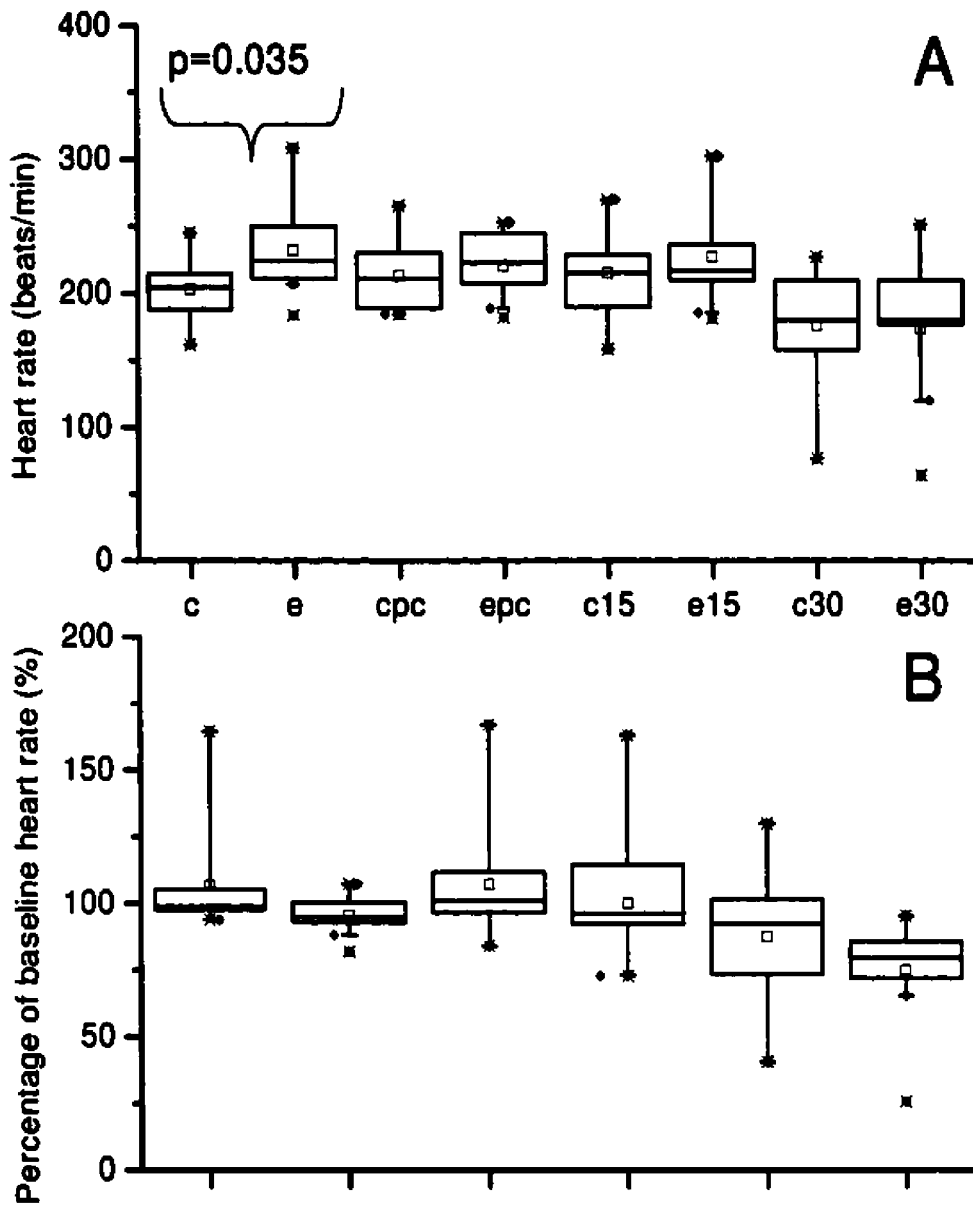 A
p=0.035
Heart rate (beats/min)
400
300
200
100
0
c e cpc epc c15 e15 c30 e30
B
Percentage of baseline heart rate (%)
200
150
100
50
0